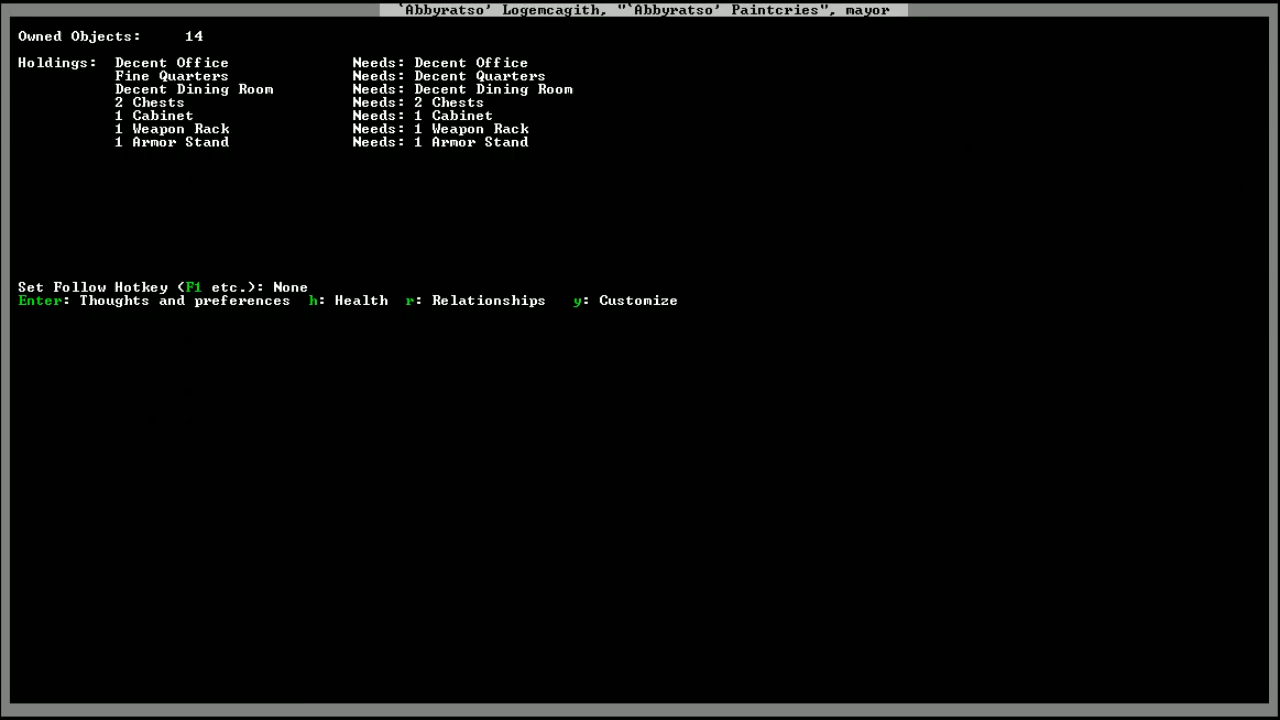 `Abbyratso' Logemcagith, "`Abbyratso' Paintcries", mayor
Owned Objects: 14
Holdings: Decent Office Needs: Decent Office
Fine Quarters Needs: Decent Quarters
Decent Dining Room Needs: Decent Dining Room
2 Chests Needs: 2 Chests
1 Cabinet Needs: 1 Cabinet
1 Weapon Rack Needs: 1 Weapon Rack
1 Armor Stand Needs: 1 Armor Stand
Set Follow Hotkey (F1 etc.): None
Enter: Thoughts and preferences h: Health r: Relationships y: Customize